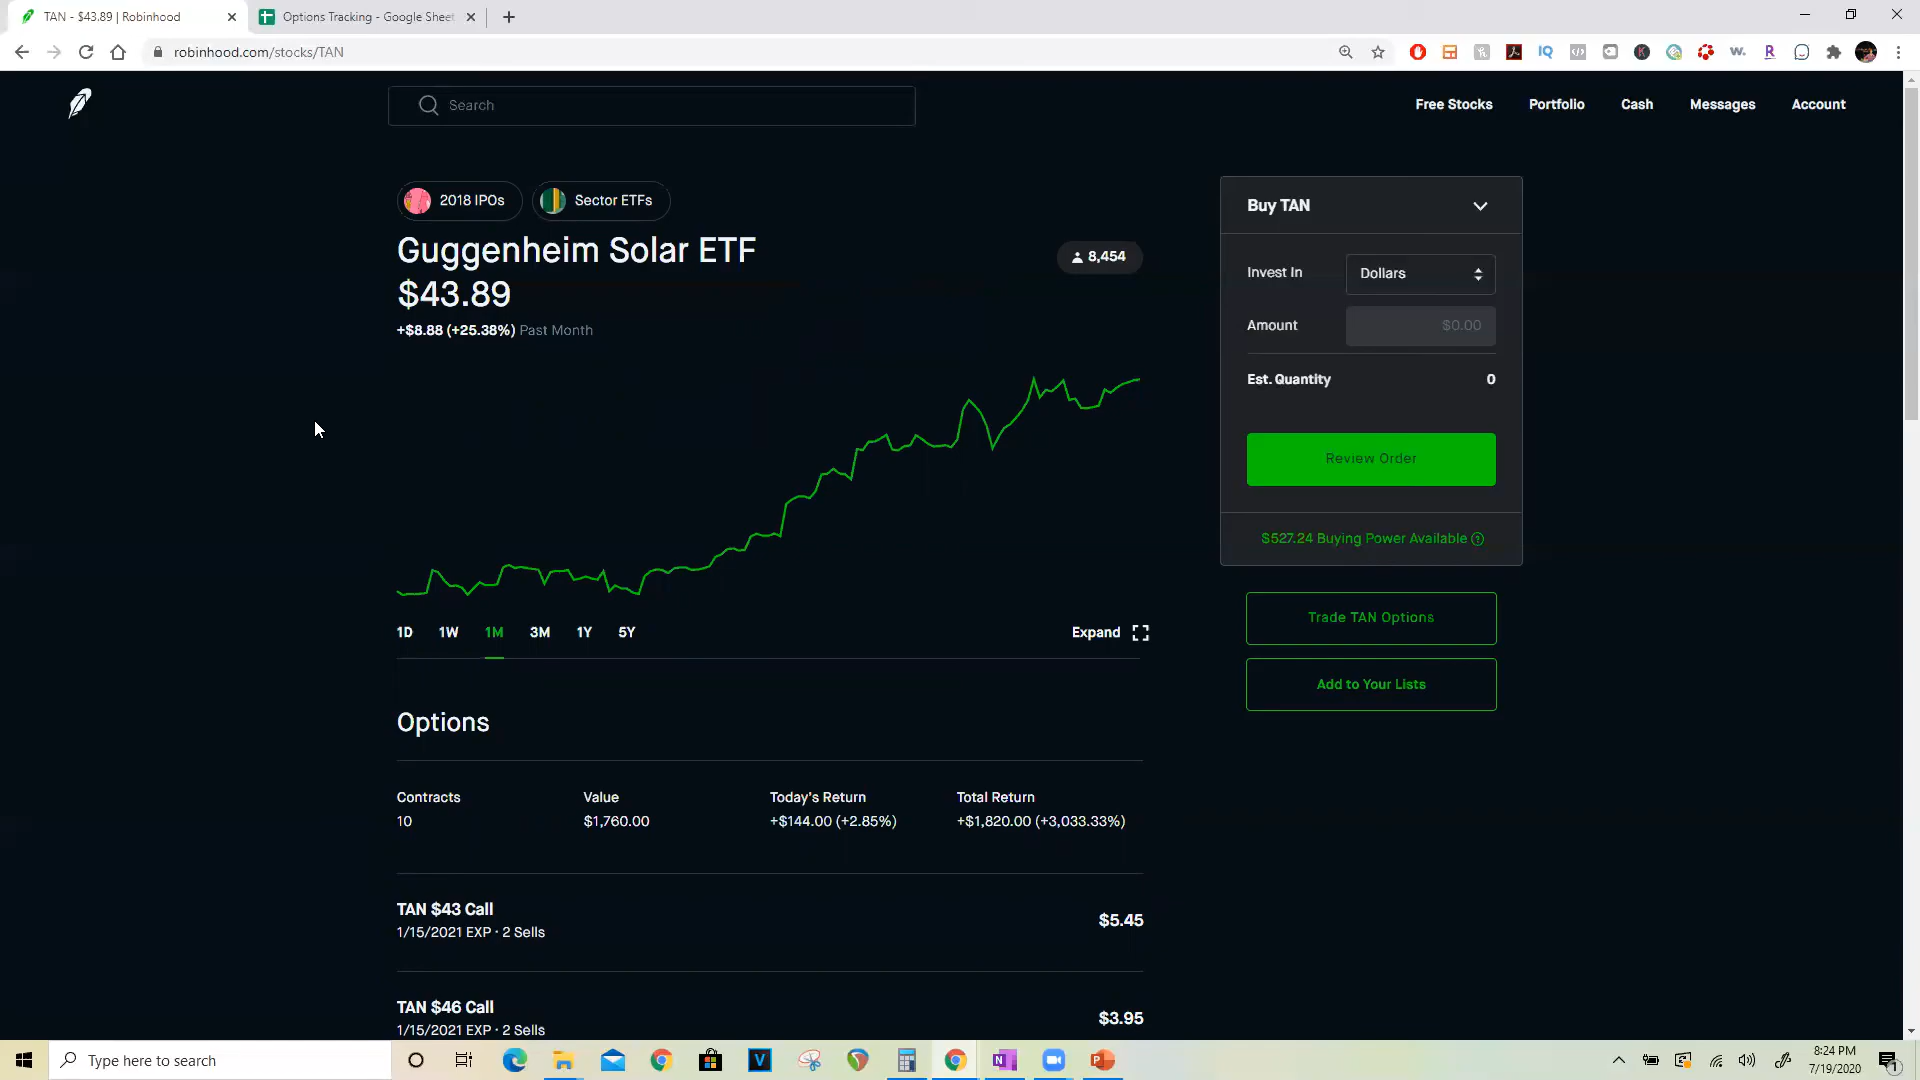 TAN - $43.89 | Robinhood
Options Tracking - Google Sheet
robinhood.com/stocks/TAN
Search
Free Stocks
Portfolio
Cash
Messages
Account
2018 IPOs
Sector ETFs
Guggenheim Solar ETF
$43.89
+$8.88 (+25.38%) Past Month
8,454
Buy TAN
Invest In
Dollars
Amount
$0.00
Est. Quantity
0
Review Order
$527.24 Buying Power Available
Trade TAN Options
Add to Your Lists
1D 1W 1M 3M 1Y 5Y
Expand
Options
Contracts Value Today's Return Total Return
10 $1,760.00 +$144.00 (+2.85%) +$1,820.00 (+3,033.33%)
TAN $43 Call
1/15/2021 EXP · 2 Sells
$5.45
TAN $46 Call
1/15/2021 EXP · 2 Sells
$3.95
Type here to search
8:24 PM
7/19/2020